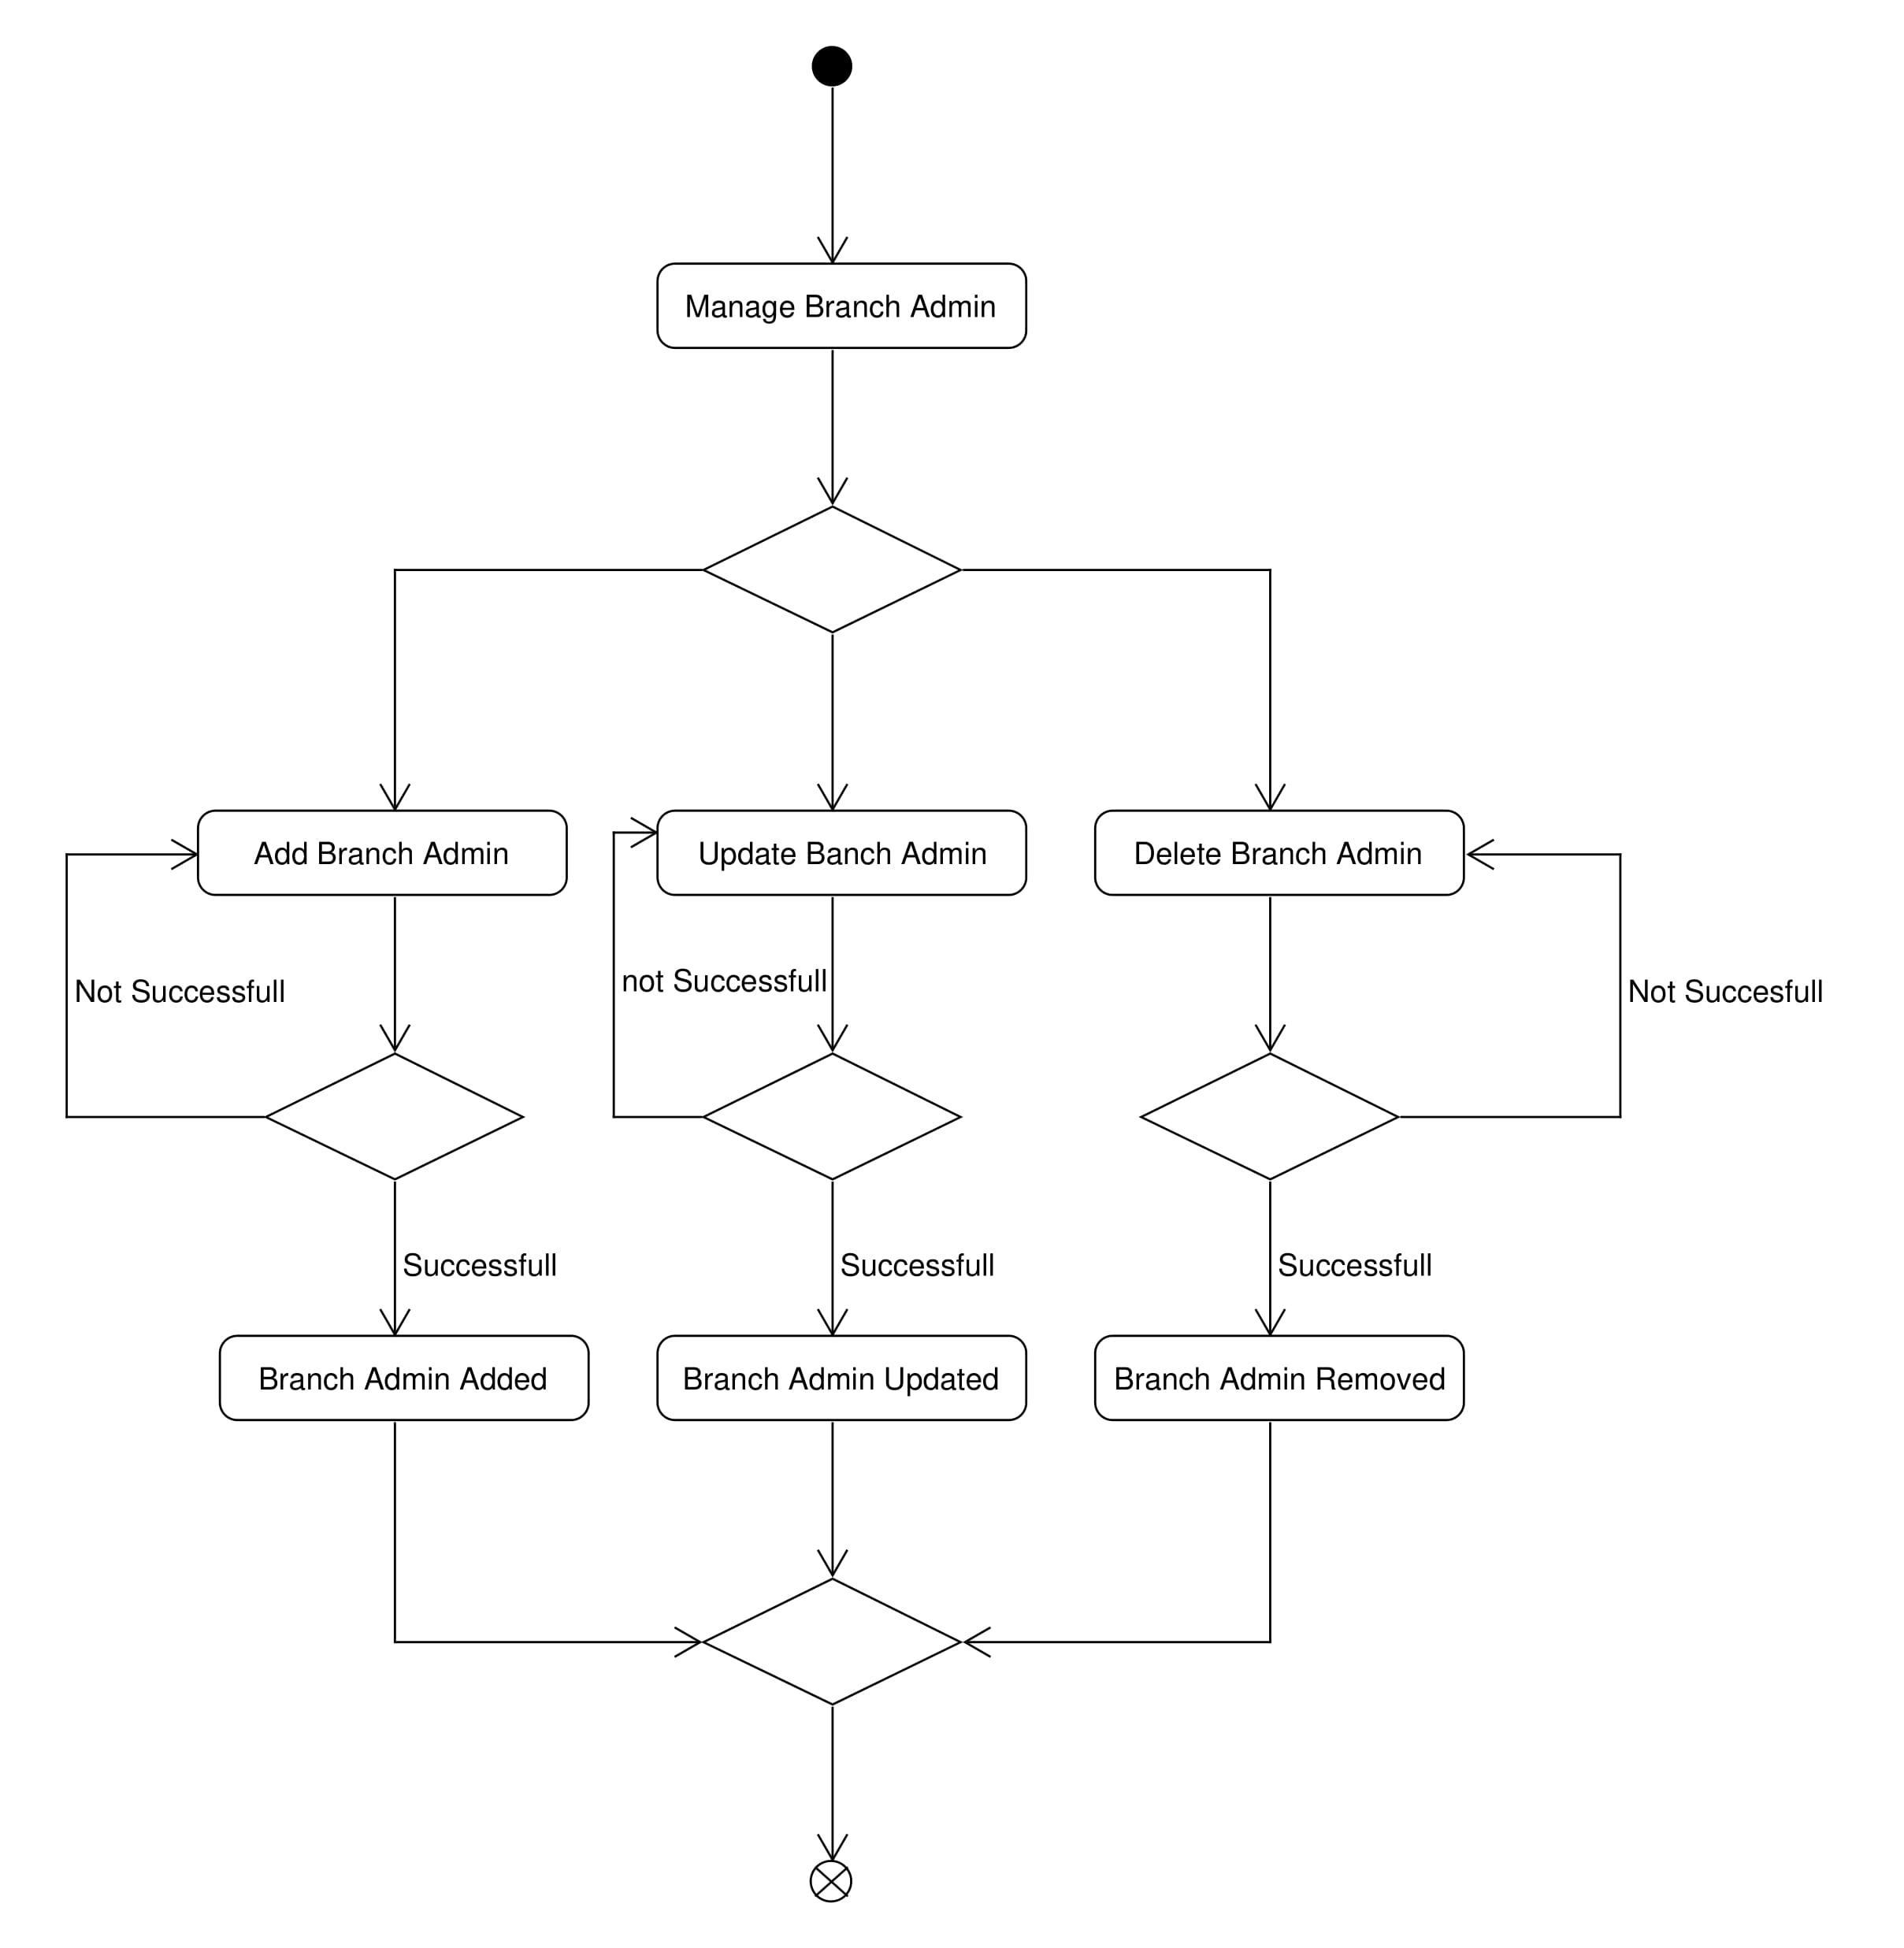 Manage Branch Admin
Add Branch Admin
Update Banch Admin
Delete Branch Admin
Not Successfull
not Successfull
Not Succesfull
Successfull
Successfull
Successfull
Branch Admin Added
Branch Admin Updated
Branch Admin Removed